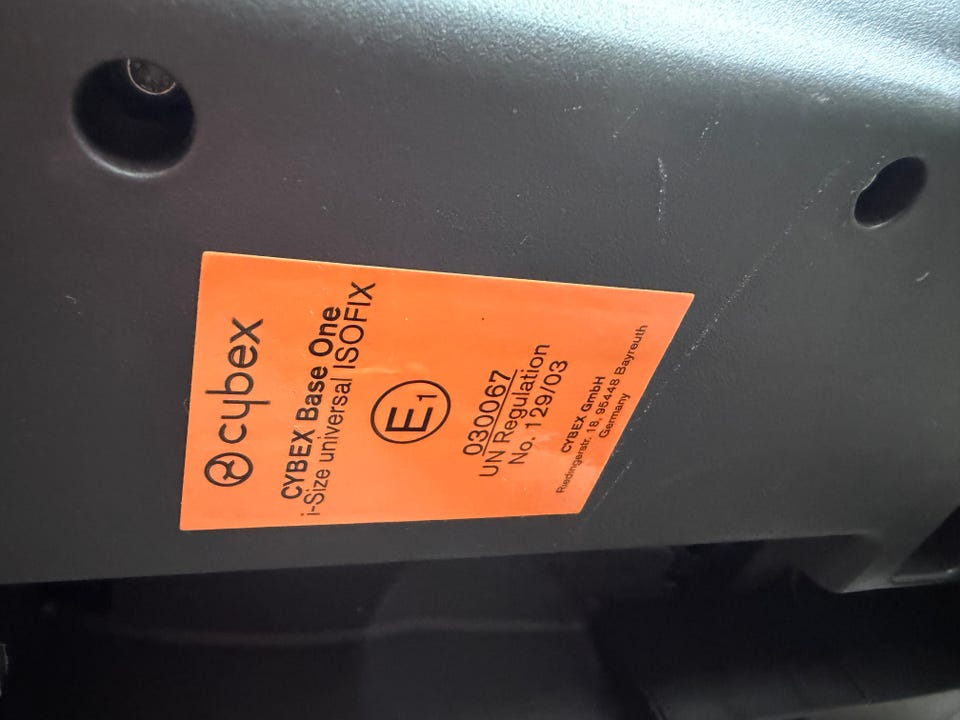 cybex
CYBEX Base One
i-Size universal ISOFIX
E1
030067
UN Regulation
No. 129/03
CYBEX GmbH
Riedingerstr. 18, 95448 Bayreuth
Germany